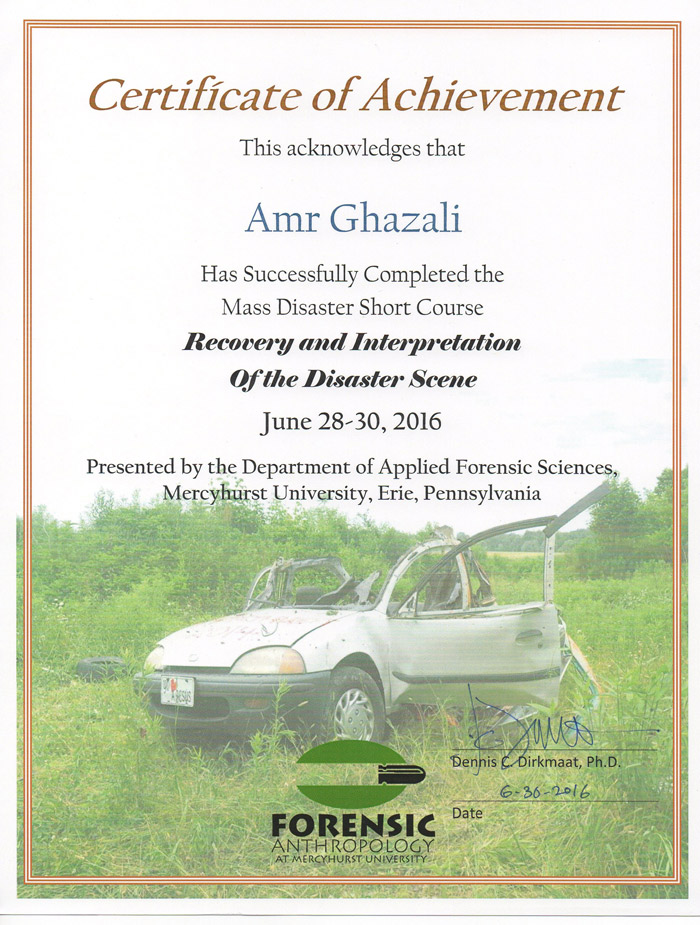 Certificate of Achievement
This acknowledges that
Amr Ghazali
Has Successfully Completed the
Mass Disaster Short Course
Recovery and Interpretation
Of the Disaster Scene
June 28-30, 2016
Presented by the Department of Applied Forensic Sciences,
Mercyhurst University, Erie, Pennsylvania
JESUS
Dennis C. Dirkmaat, Ph.D.
6-30-2016
Date
FORENSIC
ANTHROPOLOGY
AT MERCYHURST UNIVERSITY